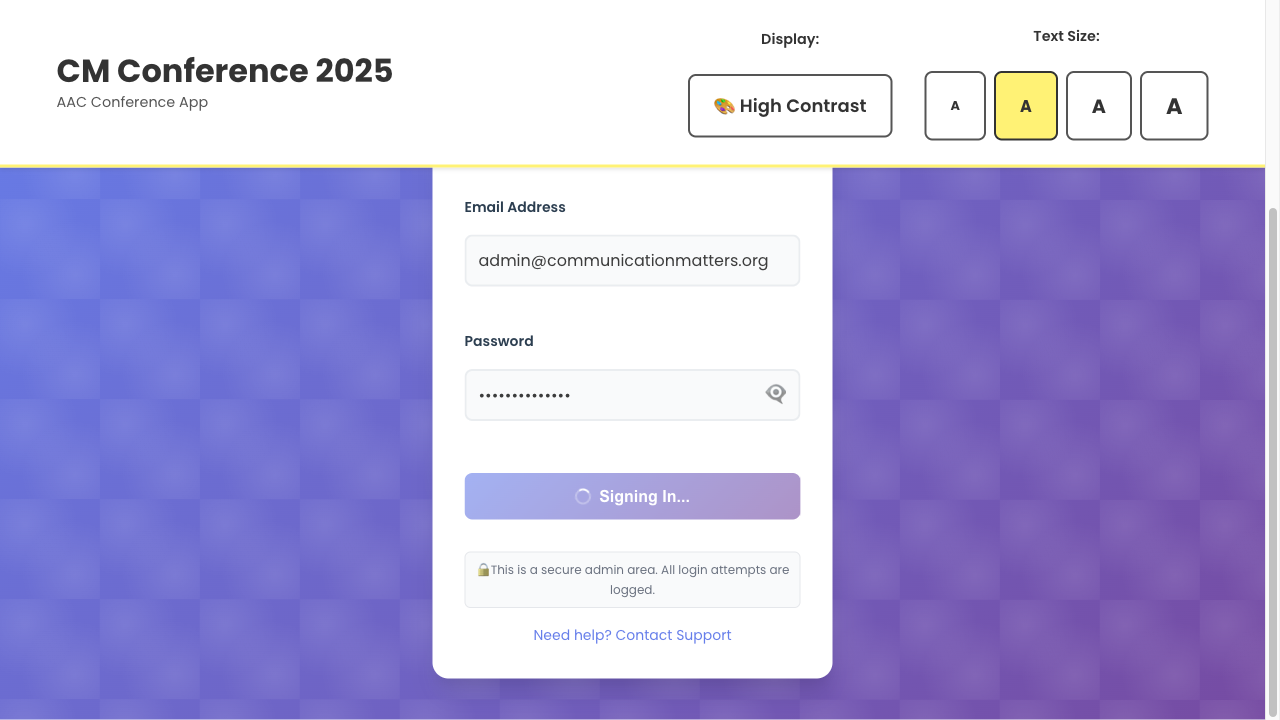 CM Conference 2025
AAC Conference App
Display:
🎨 High Contrast
Text Size:
A
A
A
A
Email Address
admin@communicationmatters.org
Password
••••••••••••••
Signing In...
🔒This is a secure admin area. All login attempts are
logged.
Need help? Contact Support